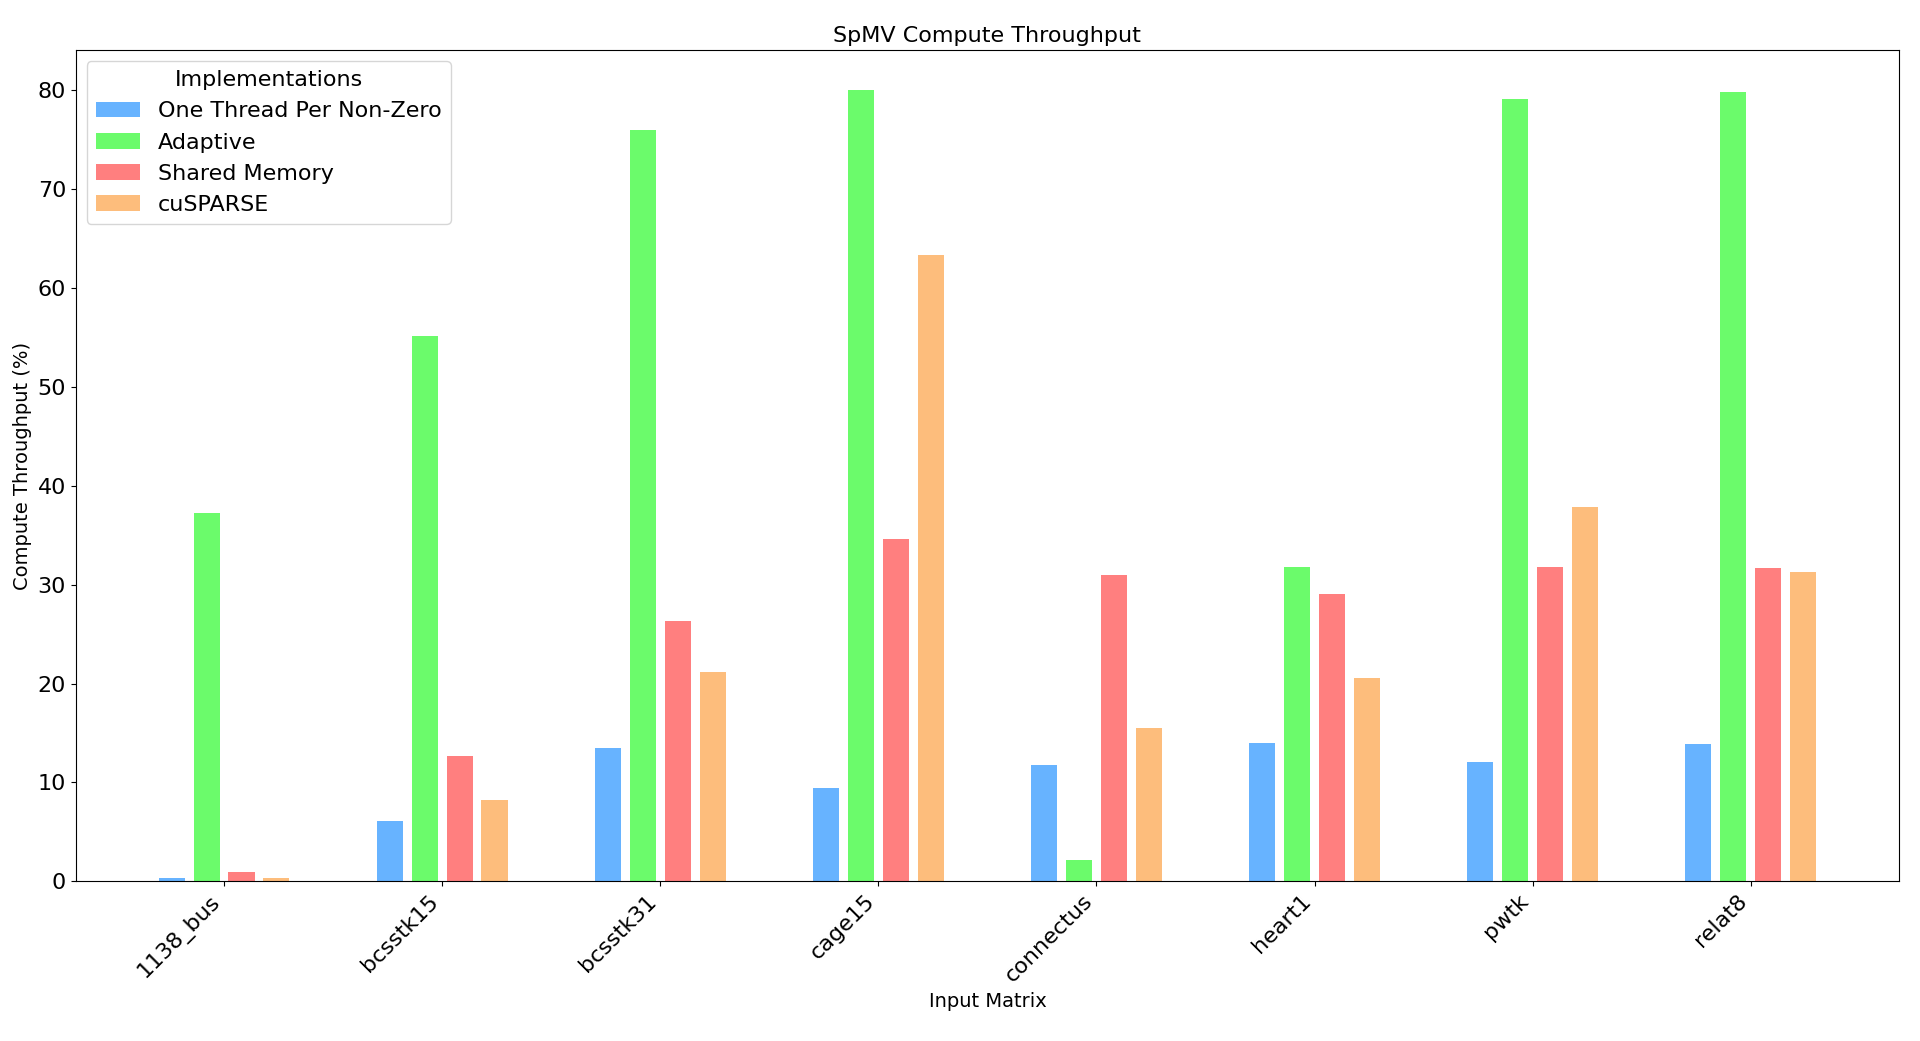 SpMV Compute Throughput
Implementations
One Thread Per Non-Zero
Adaptive
Shared Memory
cuSPARSE
Compute Throughput (%)
80
70
60
50
40
30
20
10
0
1138_bus
bcsstk15
bcsstk31
cage15
connectus
heart1
pwtk
relat8
Input Matrix